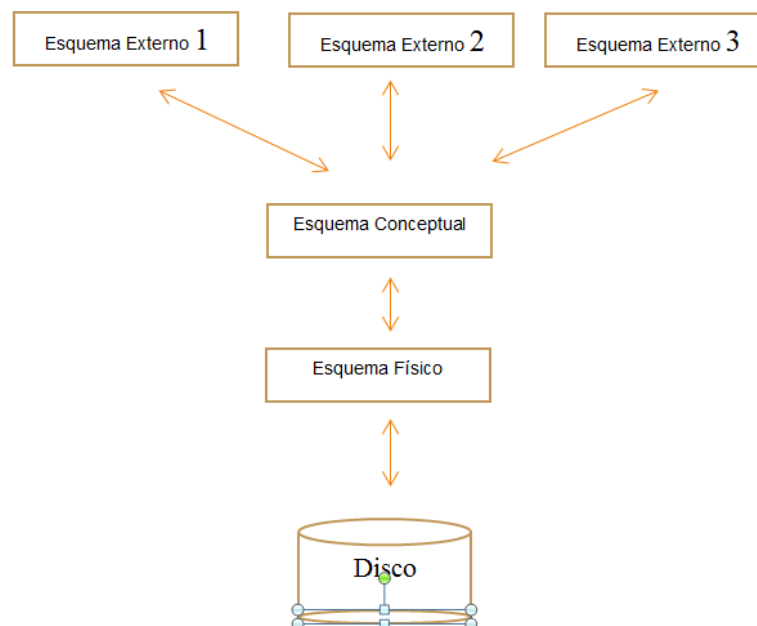 Esquema Externo 1
Esquema Externo 2
Esquema Externo 3
Esquema Conceptual
Esquema Físico
Disco